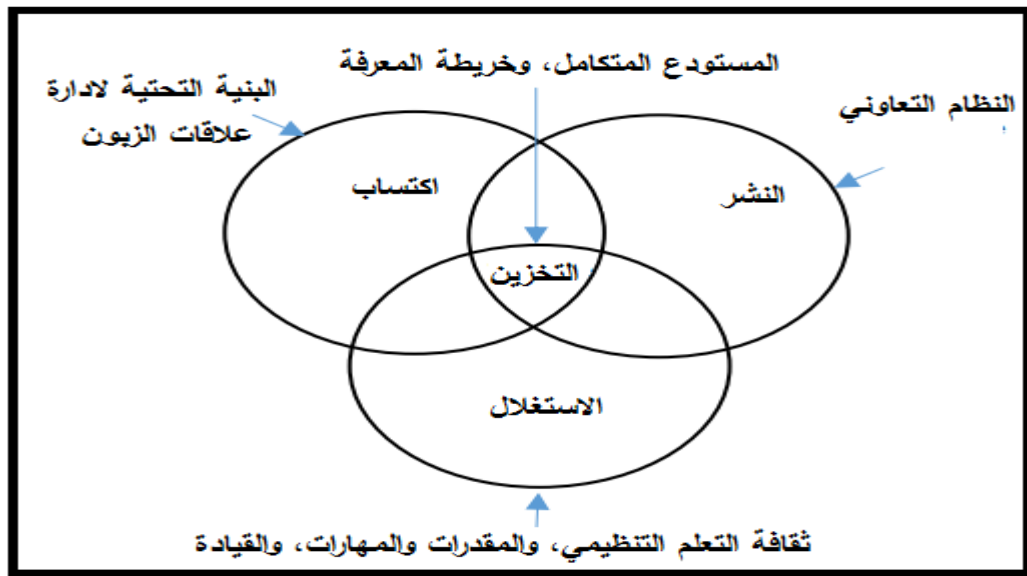 المستودع المتكامل، وخريطة المعرفة
البنية التحتية لادارة
علاقات الزبون
النظام التعاوني
اكتساب
النشر
التخزين
الاستغلال
ثقافة التعلم التنظيمي، والمقدرات والمهارات، والقيادة